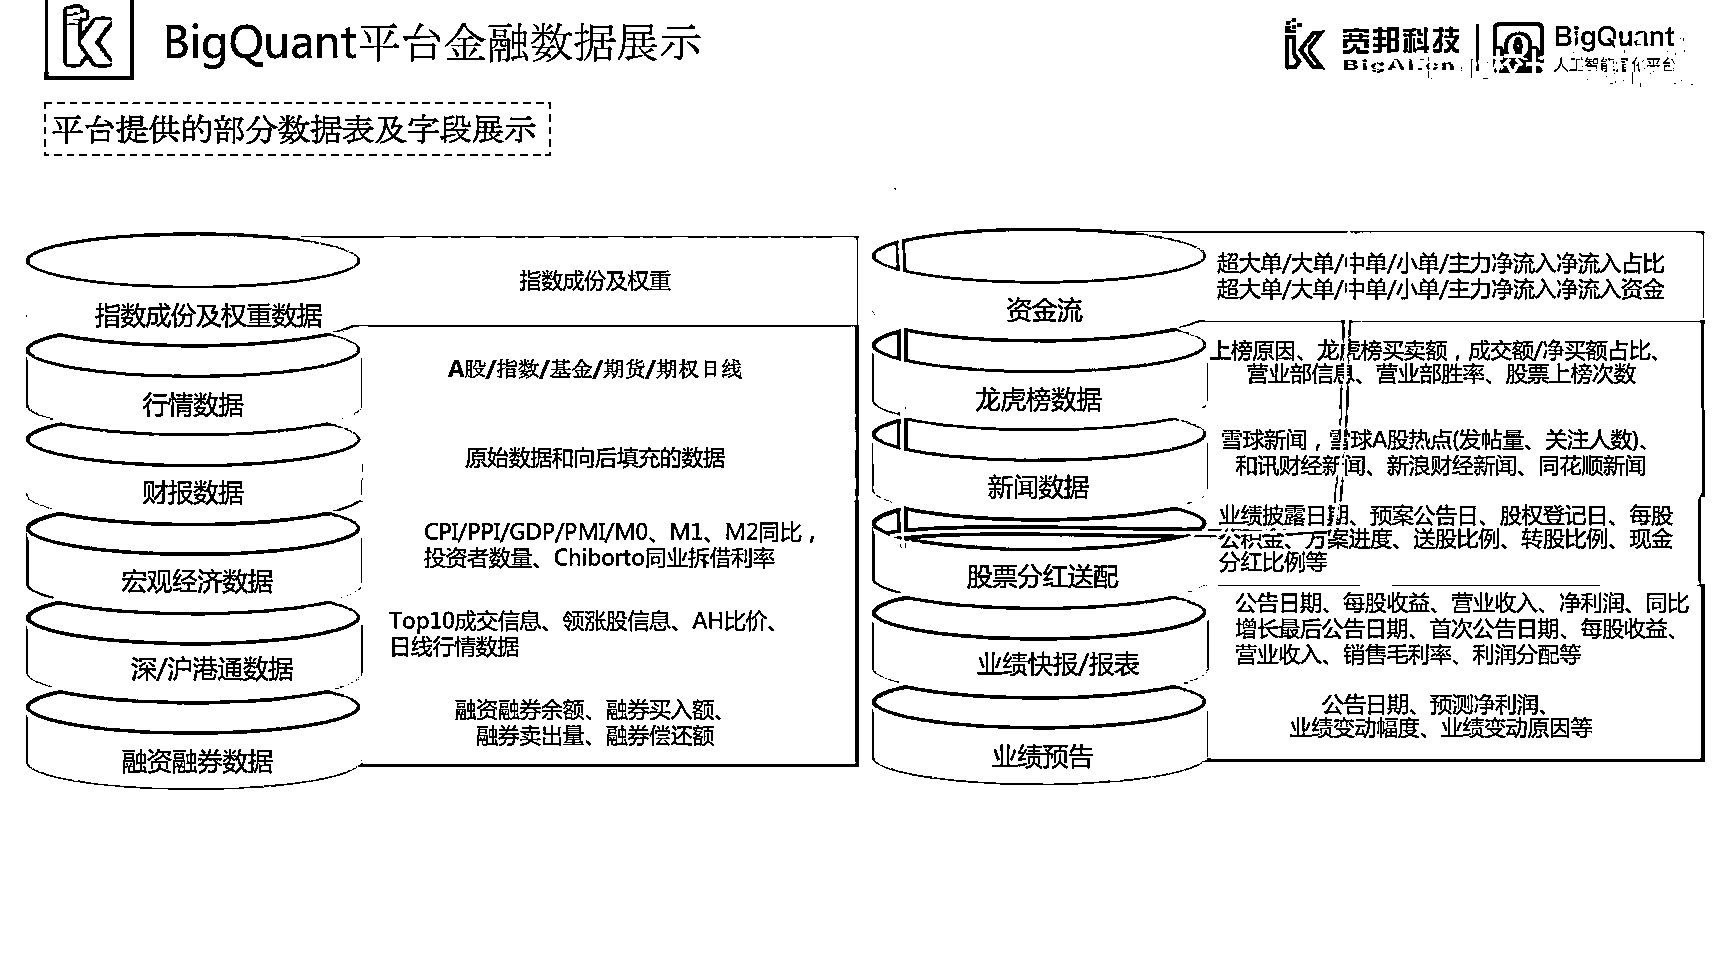 BigQuant平台金融数据展示
宽邦科技
BigQuant
平台提供的部分数据表及字段展示
指数成份及权重数据
指数成份及权重
行情数据
A股/指数/基金/期货/期权日线
财报数据
原始数据和向后填充的数据
宏观经济数据
CPI/PPI/GDP/PMI/M0、M1、M2同比，
投资者数量、Chiborto同业拆借利率
深/沪港通数据
Top10成交信息、领涨股信息、AH比价、
日线行情数据
融资融券数据
融资融券余额、融券买入额、
融券卖出量、融券偿还额
资金流
超大单/大单/中单/小单/主力净流入净流入占比
超大单/大单/中单/小单/主力净流入净流入资金
龙虎榜数据
上榜原因、龙虎榜买卖额，成交额/净买额占比、
营业部信息、营业部胜率、股票上榜次数
新闻数据
雪球新闻，雪球A股热点(发帖量、关注人数)、
和讯财经新闻、新浪财经新闻、同花顺新闻
股票分红送配
业绩披露日期、预案公告日、股权登记日、每股
公积金、方案进度、送股比例、转股比例、现金
分红比例等
业绩快报/报表
公告日期、每股收益、营业收入、净利润、同比
增长最后公告日期、首次公告日期、每股收益、
营业收入、销售毛利率、利润分配等
业绩预告
公告日期、预测净利润、
业绩变动幅度、业绩变动原因等